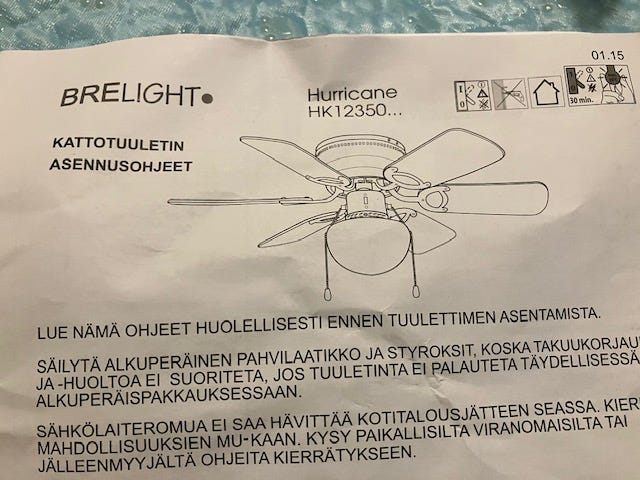 01.15
BRELIGHT
Hurricane
HK12350...
I
0
30 min.
KATTOTUULETIN
ASENNUSOHJEET
LUE NÄMÄ OHJEET HUOLELLISESTI ENNEN TUULETTIMEN ASENTAMISTA.
SÄILYTÄ ALKUPERÄINEN PAHVILAATIKKO JA STYROKSIT, KOSKA TAKUUKORJAU
JA -HUOLTOA EI SUORITETA, JOS TUULETINTA EI PALAUTETA TÄYDELLISESSÄ
ALKUPERÄISPAKKAUKSESSAAN.
SÄHKÖLAITEROMUA EI SAA HÄVITTÄÄ KOTITALOUSJÄTTEEN SEASSA. KIER
MAHDOLLISUUKSIEN MU-KAAN. KYSY PAIKALLISILTA VIRANOMAISILTA TAI
JÄLLEENMYYJÄLTÄ OHJEITA KIERRÄTYKSEEN.